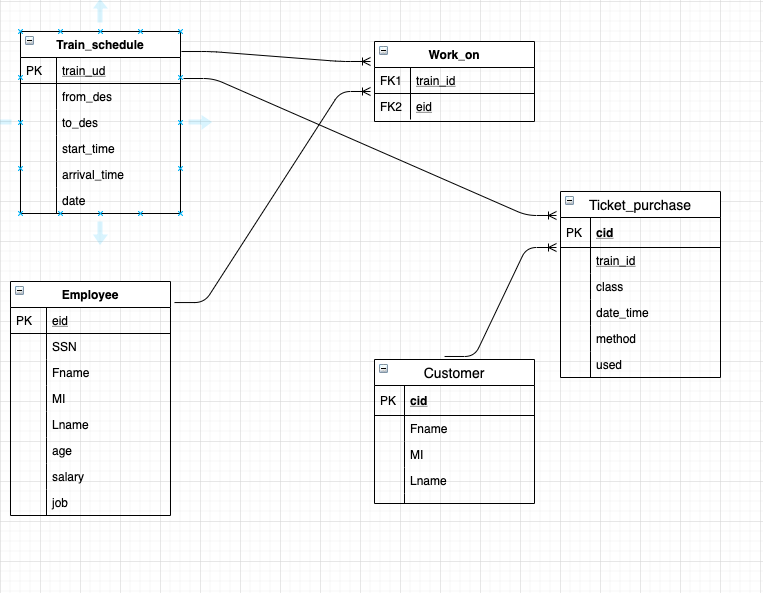 Train_schedule
PK train_ud
from_des
to_des
start_time
arrival_time
date
Work_on
FK1 train_id
FK2 eid
Ticket_purchase
PK cid
train_id
class
date_time
method
used
Employee
PK eid
SSN
Fname
MI
Lname
age
salary
job
Customer
PK cid
Fname
MI
Lname